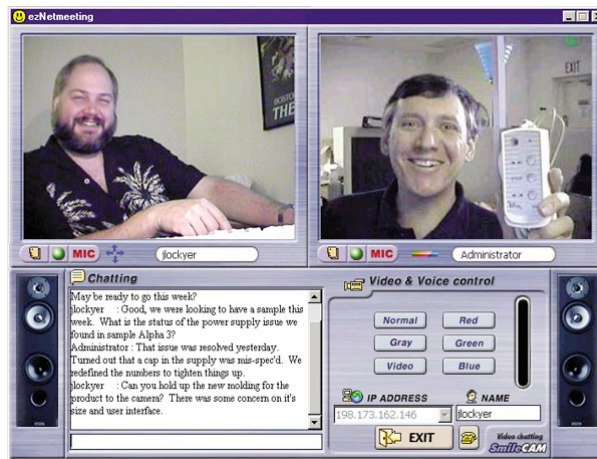 ezNetmeeting
BOSTO
THE
EXIT
MIC
jlockyer
MIC
Administrator
Chatting
May be ready to go this week?
jlockyer : Good, we were looking to have a sample this
week. What is the status of the power supply issue we
found in sample Alpha 3?
Administrator : That issue was resolved yesterday.
Turned out that a cap in the supply was mis-spec'd. We
redefined the numbers to tighten things up.
jlockyer : Can you hold up the new molding for the
product to the camera? There was some concern on it's
size and user interface.
Video & Voice control
Normal
Red
Gray
Green
Video
Blue
IP ADDRESS
NAME
198.173.162.146
jlockyer
EXIT
Video chatting
SmileCAM